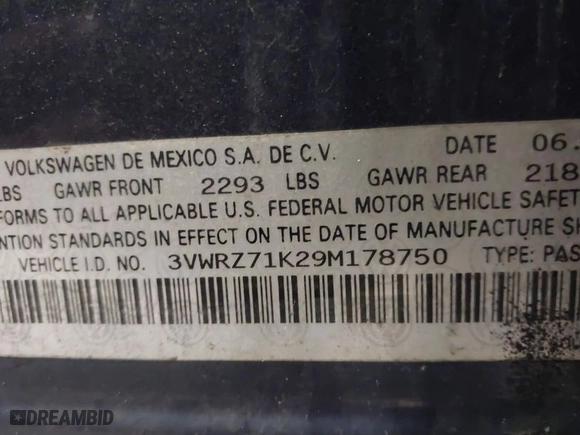 VOLKSWAGEN DE MEXICO S.A. DE C.V. DATE 06.
LBS GAWR FRONT 2293 LBS GAWR REAR 218
FORMS TO ALL APPLICABLE U.S. FEDERAL MOTOR VEHICLE SAFET
NTION STANDARDS IN EFFECT ON THE DATE OF MANUFACTURE SH
VEHICLE I.D. NO. 3VWRZ71K29M178750 TYPE: PAS
DREAMBID